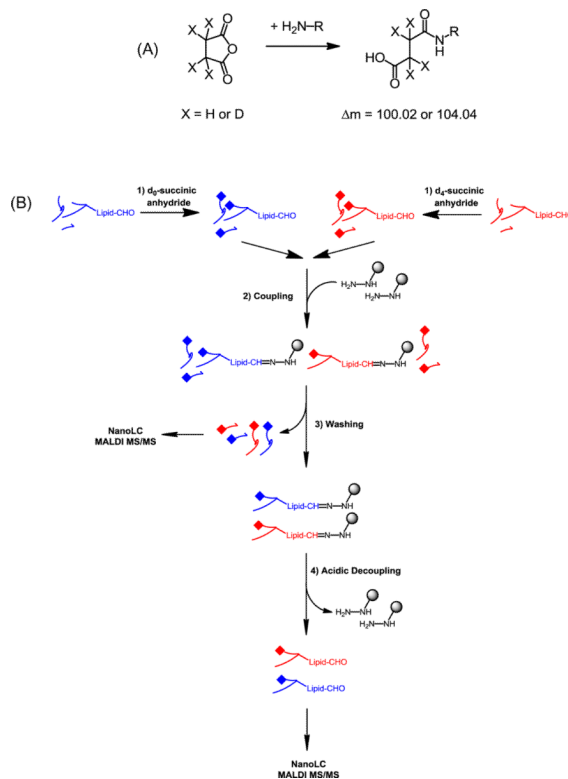 (A)
X
X
X
X
O
O
O
+ H2N–R
X
X
X
X
O
HO
O
N
H
R
X = H or D
Δm = 100.02 or 104.04
(B)
1) d0-succinic
anhydride
1) d4-succinic
anhydride
Lipid-CHO
Lipid-CHO
Lipid-CHO
2) Coupling
H2N—NH
H2N—NH
Lipid-CH=N—NH
Lipid-CH=N—NH
NanoLC
MALDI MS/MS
3) Washing
Lipid-CH=N—NH
Lipid-CH=N—NH
4) Acidic Decoupling
H2N—NH
H2N—NH
Lipid-CHO
Lipid-CHO
NanoLC
MALDI MS/MS